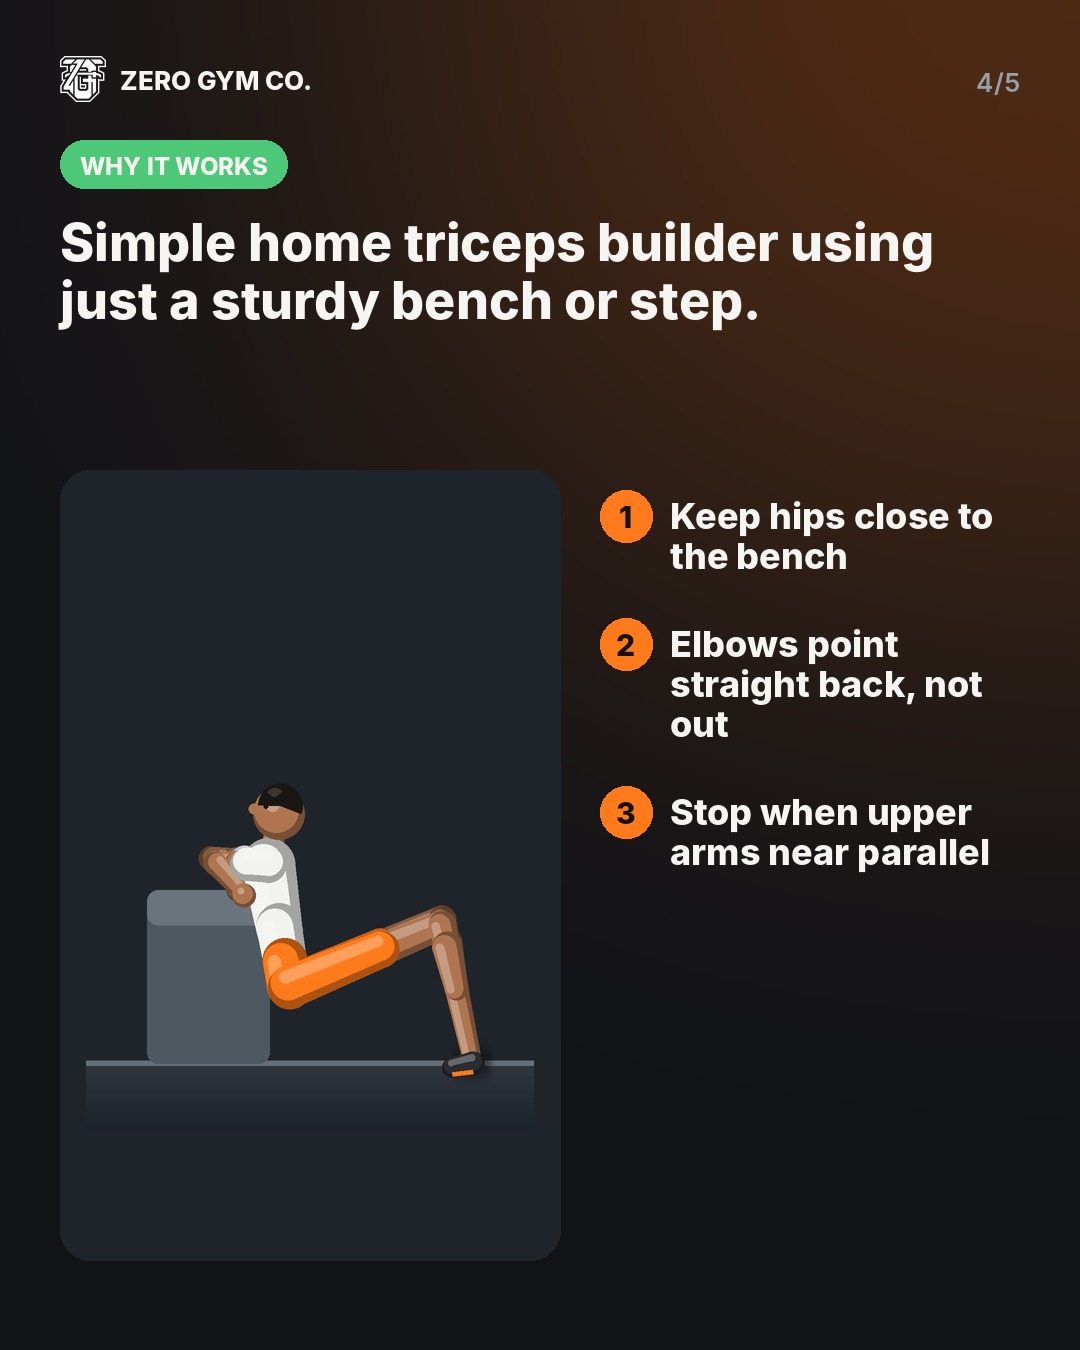 ZERO GYM CO.
4/5
WHY IT WORKS
Simple home triceps builder using
just a sturdy bench or step.
1 Keep hips close to
the bench
2 Elbows point
straight back, not
out
3 Stop when upper
arms near parallel